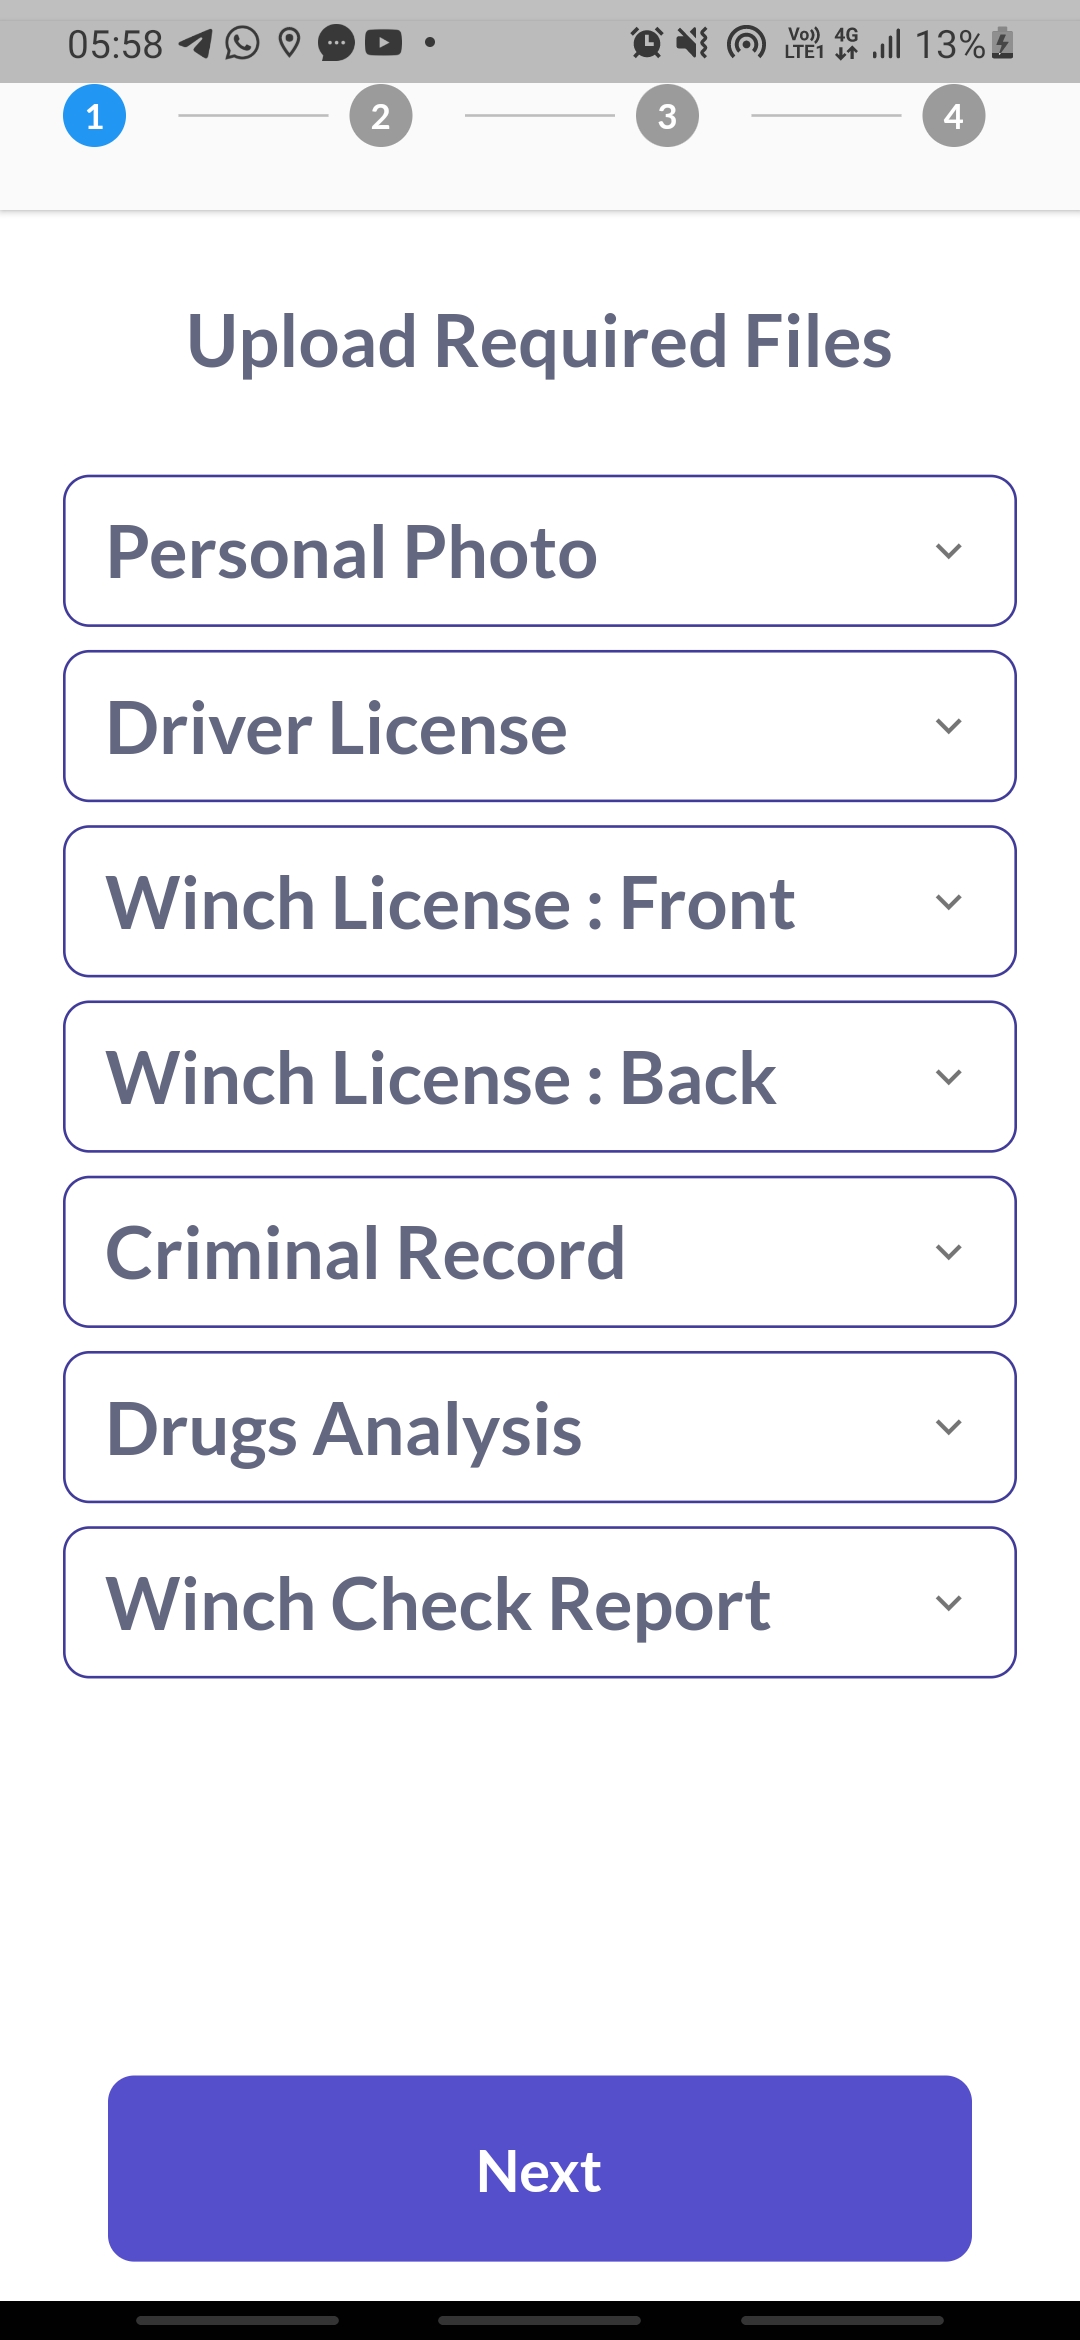 05:58 Vo)) LTE1 4G 13%
1 2 3 4
Upload Required Files
Personal Photo
Driver License
Winch License : Front
Winch License : Back
Criminal Record
Drugs Analysis
Winch Check Report
Next